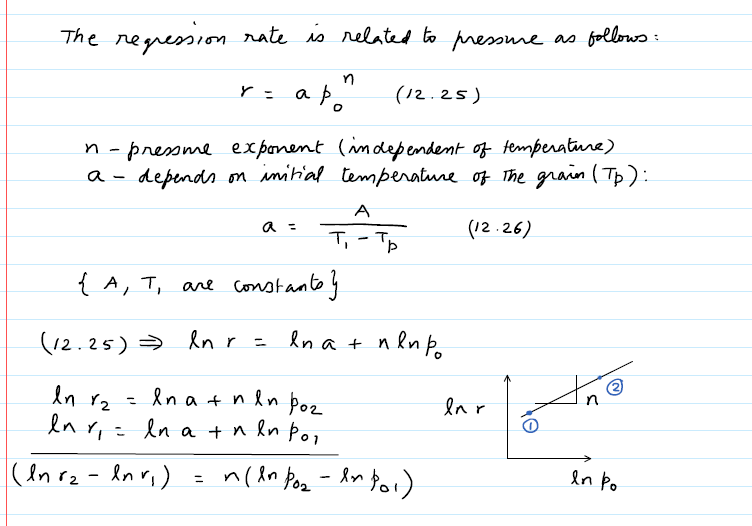 The regression rate is related to pressure as follows:
r = a p₀ⁿ (12.25)
n - pressure exponent (independent of temperature)
a - depends on initial temperature of the grain (Tp):
a = A / (T₁ - Tp) (12.26)
{ A, T₁ are constants}
(12.25) ⇒ ln r = ln a + n ln p₀
ln r₂ = ln a + n ln p₀₂
ln r₁ = ln a + n ln p₀₁
(ln r₂ - ln r₁) = n(ln p₀₂ - ln p₀₁)
ln r
①
②
n
ln p₀